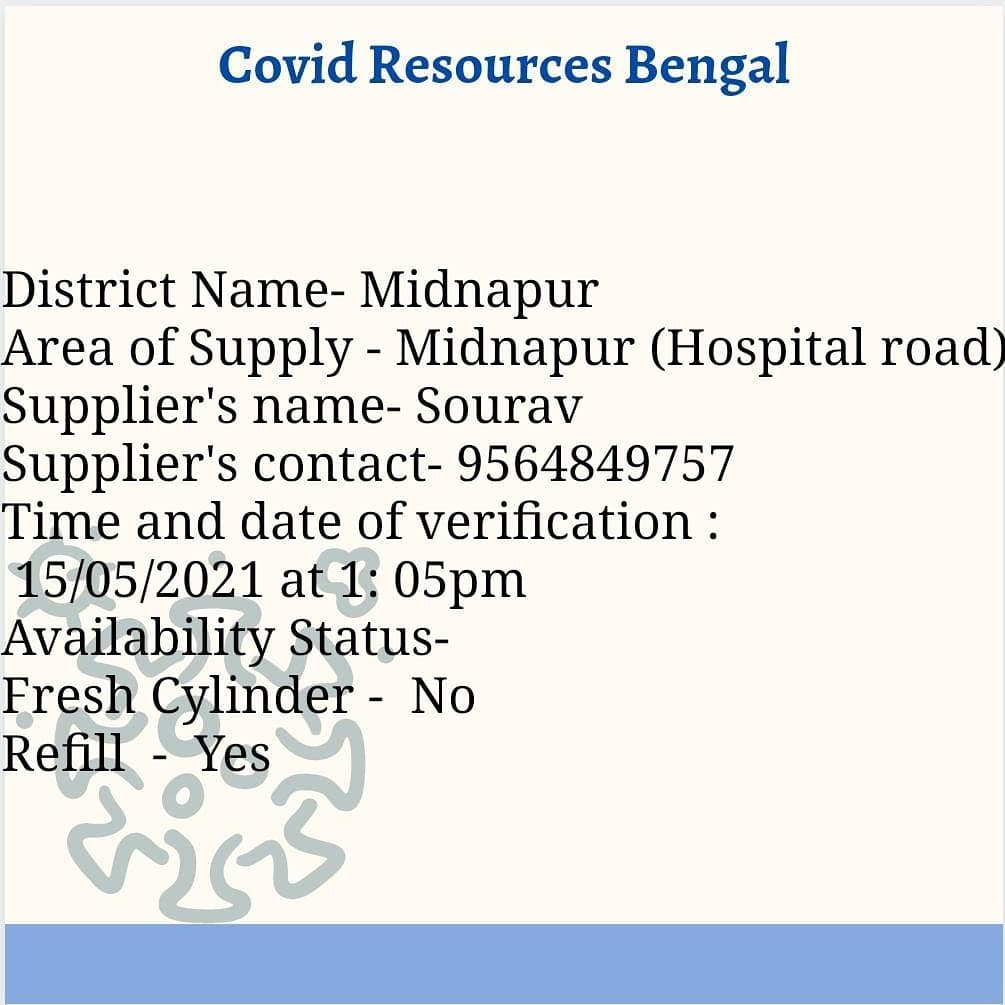 Covid Resources Bengal
District Name- Midnapur
Area of Supply - Midnapur (Hospital road)
Supplier's name- Sourav
Supplier's contact- 9564849757
Time and date of verification :
15/05/2021 at 1: 05pm
Availability Status-
Fresh Cylinder -  No
Refill  -  Yes